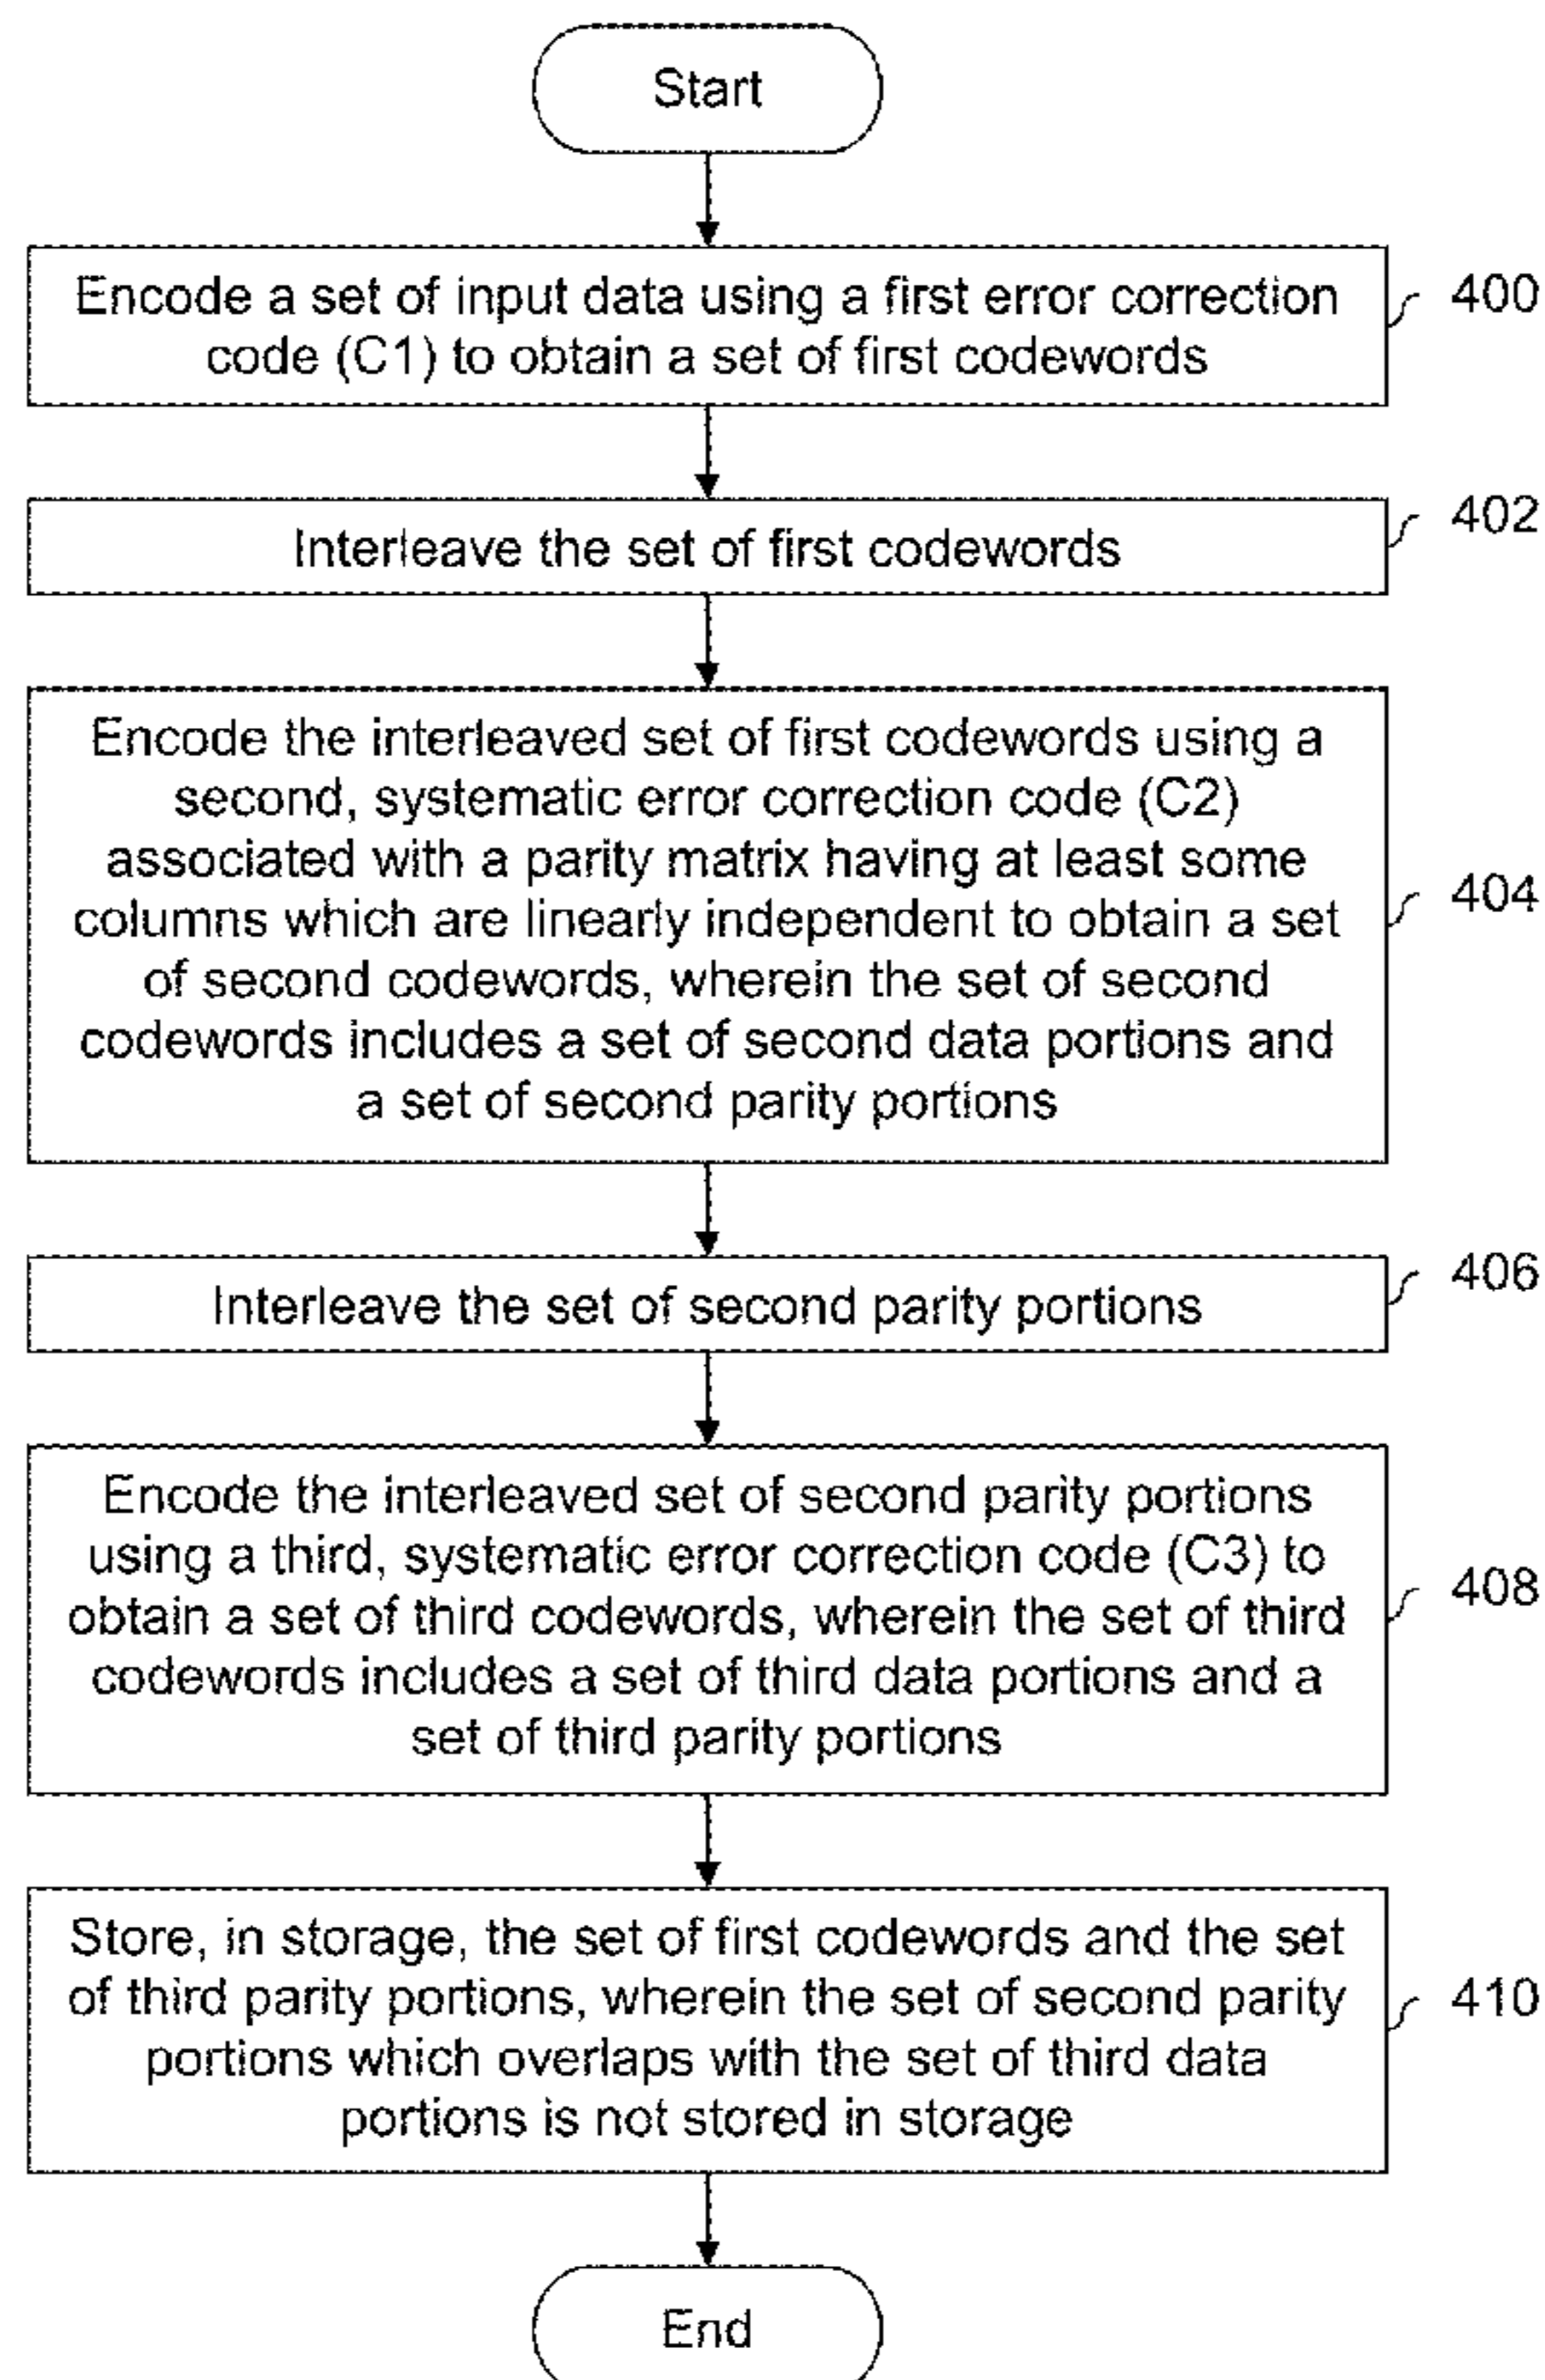 Start
Encode a set of input data using a first error correction
code (C1) to obtain a set of first codewords
400
Interleave the set of first codewords
402
Encode the interleaved set of first codewords using a
second, systematic error correction code (C2)
associated with a parity matrix having at least some
columns which are linearly independent to obtain a set
of second codewords, wherein the set of second
codewords includes a set of second data portions and
a set of second parity portions
404
Interleave the set of second parity portions
406
Encode the interleaved set of second parity portions
using a third, systematic error correction code (C3) to
obtain a set of third codewords, wherein the set of third
codewords includes a set of third data portions and a
set of third parity portions
408
Store, in storage, the set of first codewords and the set
of third parity portions, wherein the set of second parity
portions which overlaps with the set of third data
portions is not stored in storage
410
End